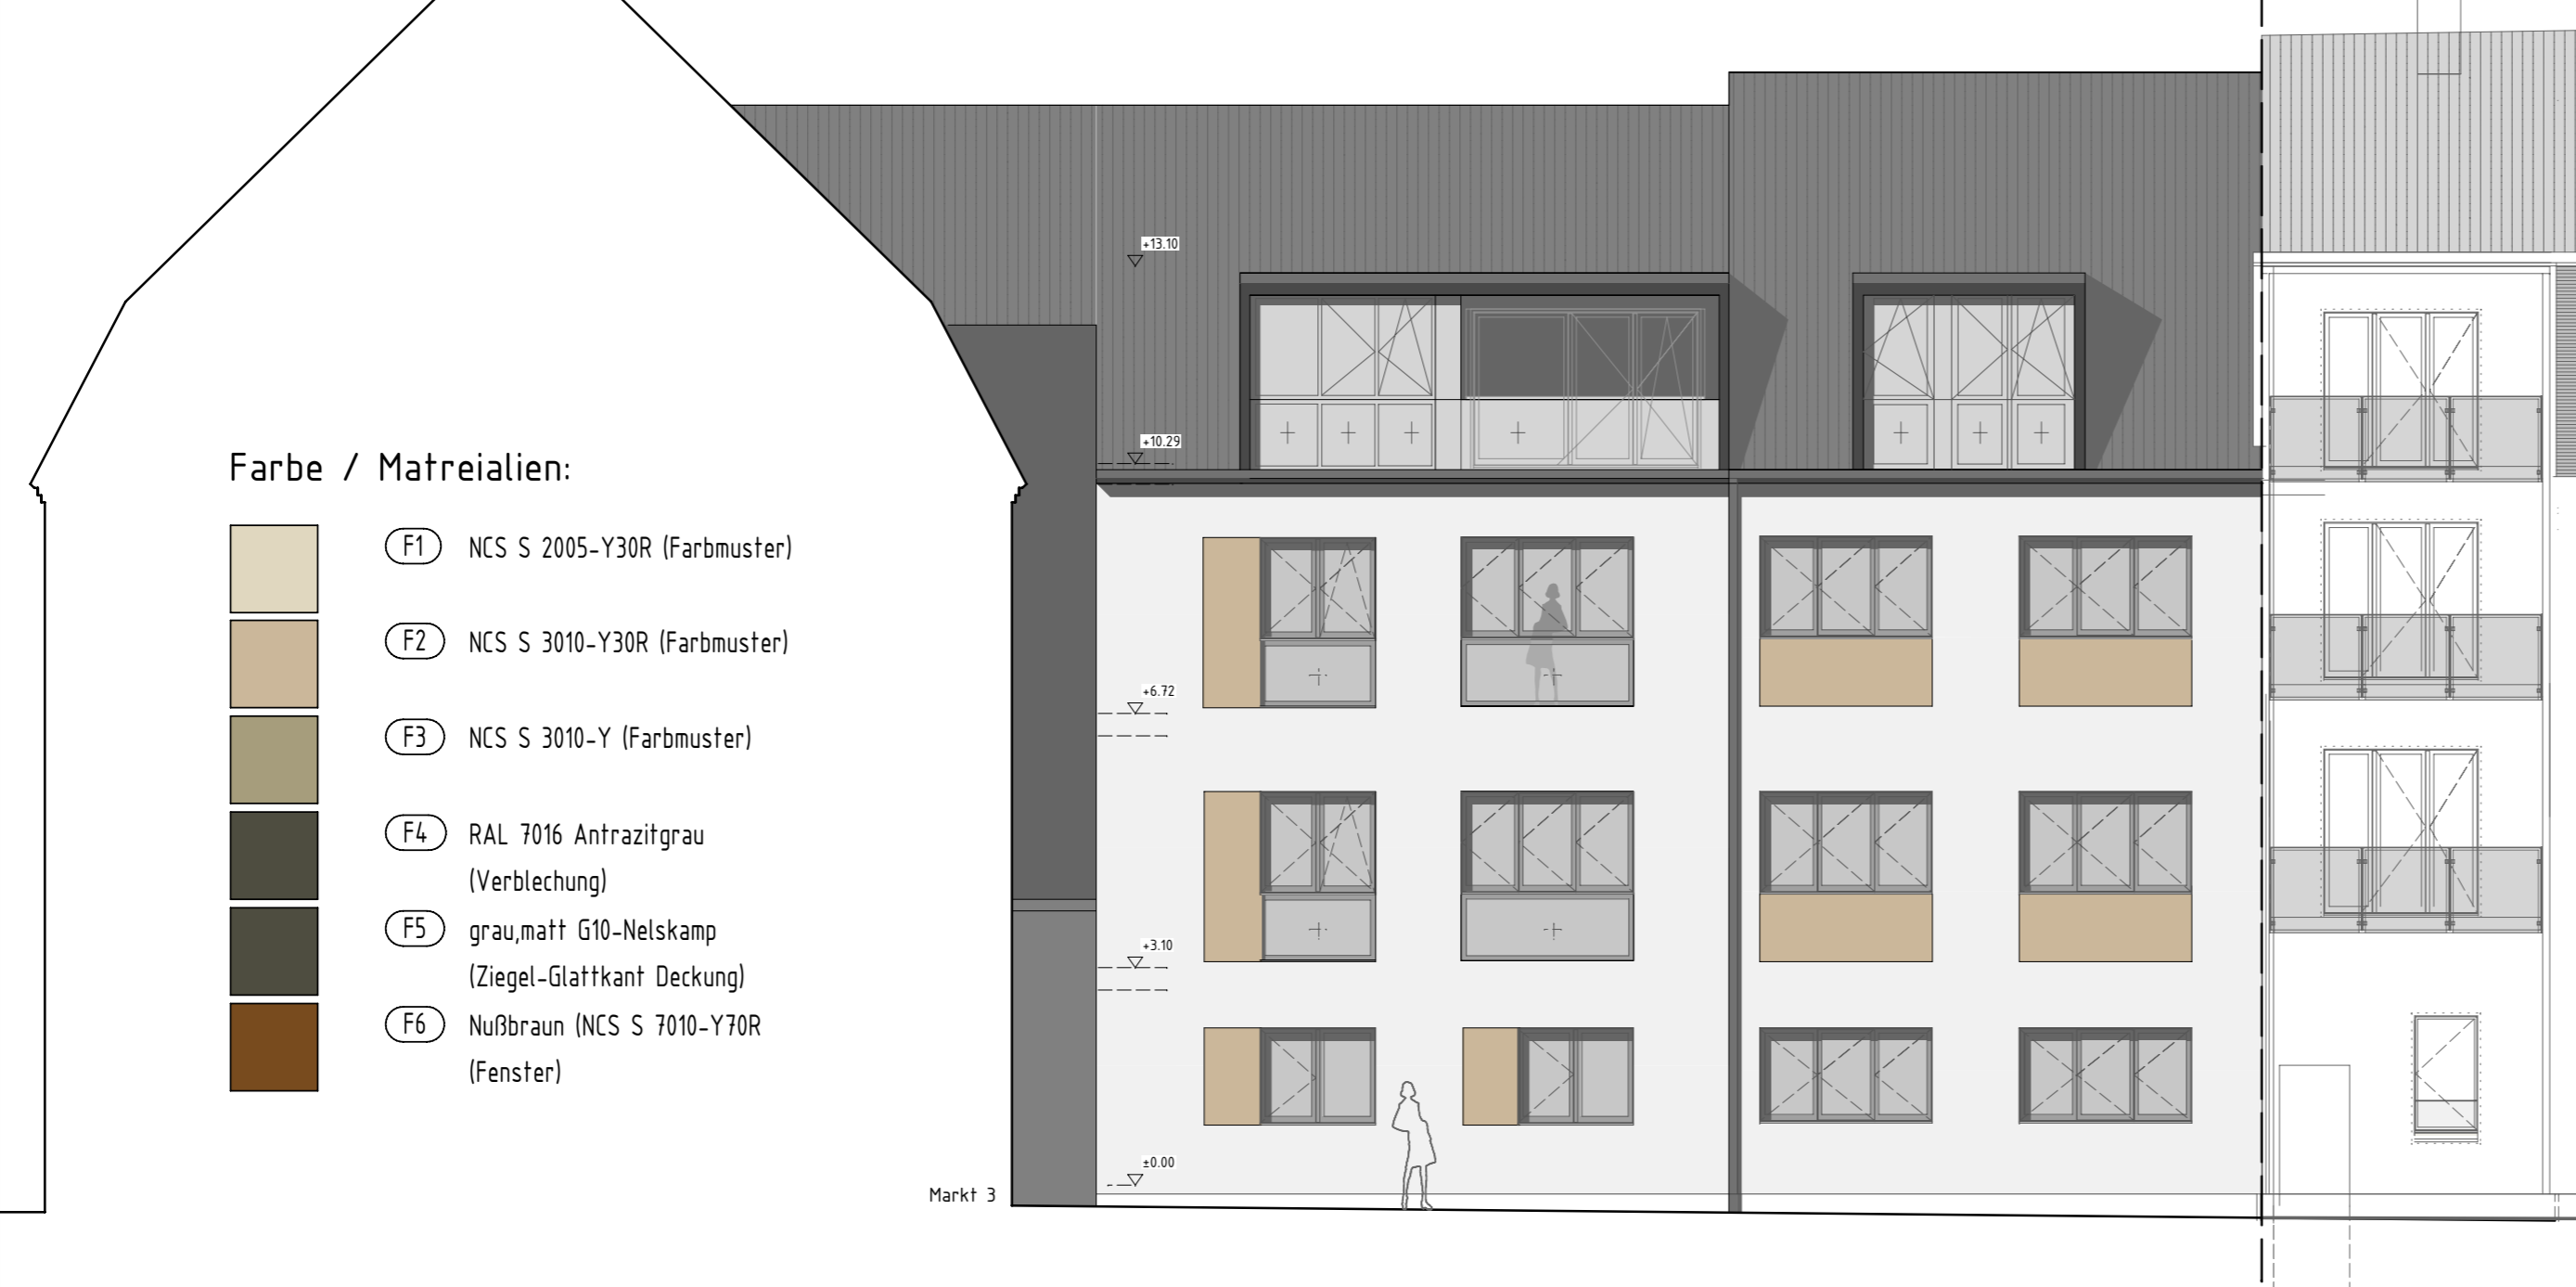 +13.10
+10.29
Farbe / Matreialien:
F1 NCS S 2005-Y30R (Farbmuster)
F2 NCS S 3010-Y30R (Farbmuster)
+6.72
F3 NCS S 3010-Y (Farbmuster)
F4 RAL 7016 Antrazitgrau
(Verblechung)
F5 grau,matt G10-Nelskamp
+3.10
(Ziegel-Glattkant Deckung)
F6 Nußbraun (NCS S 7010-Y70R
(Fenster)
±0.00
Markt 3